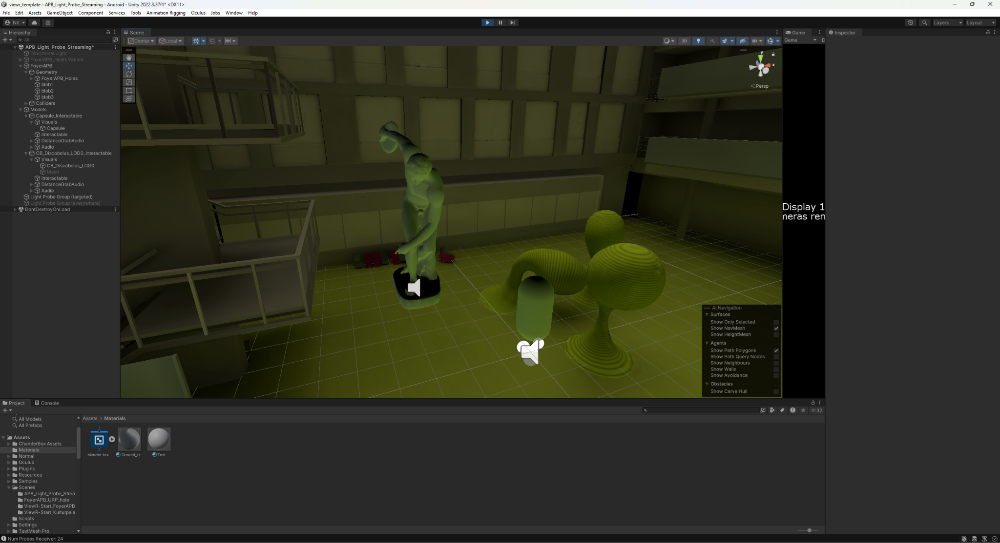 viewr_template - APB_Light_Probe_Streaming - Android - Unity 2022.3.37f1* <DX11>
File Edit Assets GameObject Component Services Tools Animation Rigging Oculus Jobs Window Help
NK
Layers
Layout
Hierarchy
All
APB_Light_Probe_Streaming*
Directional Light
FoyerAPB_Holes Variant
FoyerAPB
Geometry
FoyerAPB_Holes
blob1
blob2
blob3
Colliders
Models
Capsule_Interactable
Visuals
Capsule
Interactable
DistanceGrabAudio
Audio
CB_Discobolus_LOD0_Interactable
Visuals
CB_Discobolus_LOD0
Mesh
Interactable
DistanceGrabAudio
Audio
Light Probe Group (targeted)
Light Probe Group (everywhere)
DontDestroyOnLoad
Scene
Center
Local
2D
y
z
x
Persp
AI Navigation
Surfaces
Show Only Selected
Show NavMesh
Show HeightMesh
Agents
Show Path Polygons
Show Path Query Nodes
Show Neighbours
Show Walls
Show Avoidance
Obstacles
Show Carve Hull
Game
Game
D
Display 1
neras ren
Inspector
Project
Console
32
All Models
All Prefabs
Assets
ChamferBox Assets
Materials
Normal
Oculus
Plugins
Resources
Samples
Scenes
APB_Light_Probe_Strea
FoyerAPB_URP_hole
ViewR-Start_FoyerAPB
ViewR-Start_Kulturpala
Scripts
Settings
TextMesh Pro
Assets > Materials
blender tex...
Ground_tr...
Test
Num Probes Receiver: 24